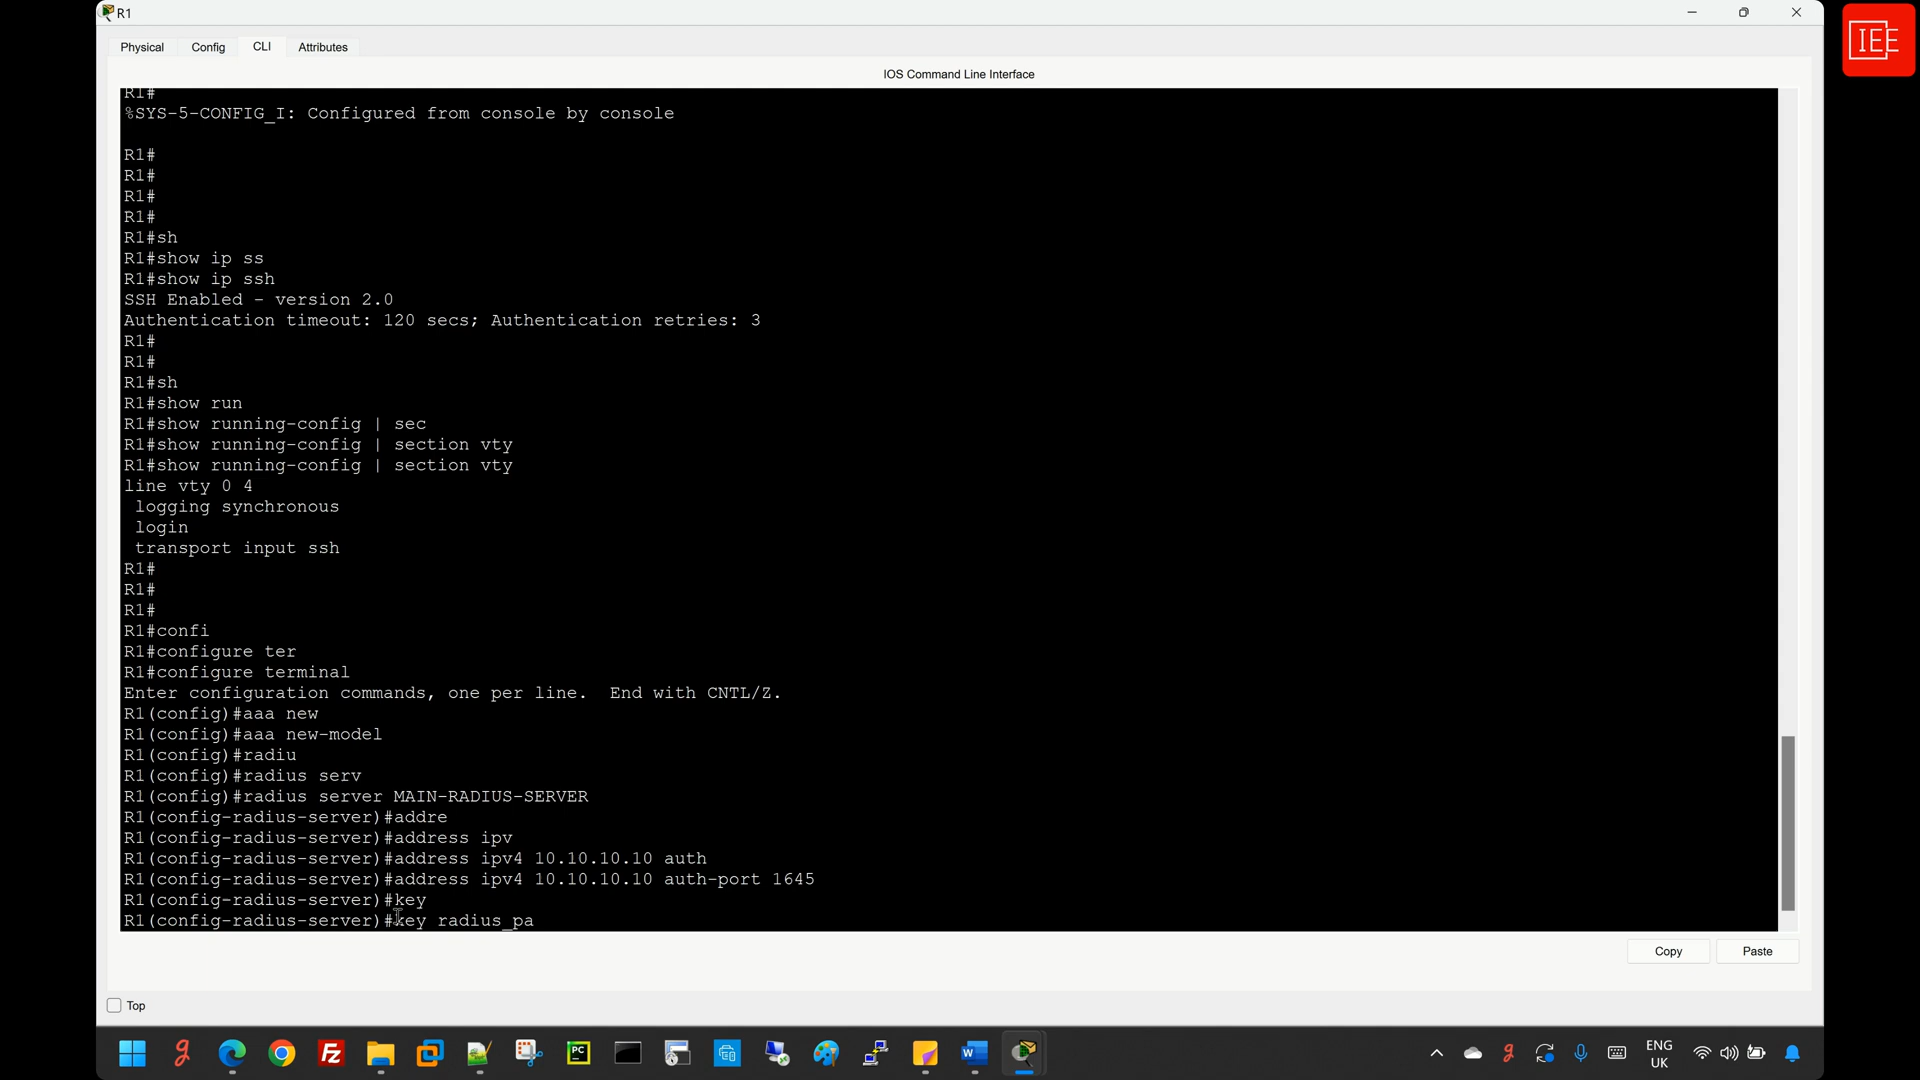 R1
IEE
Physical Config CLI Attributes
IOS Command Line Interface
R1#
%SYS-5-CONFIG_I: Configured from console by console
R1#
R1#
R1#
R1#
R1#sh
R1#show ip ss
R1#show ip ssh
SSH Enabled - version 2.0
Authentication timeout: 120 secs; Authentication retries: 3
R1#
R1#
R1#sh
R1#show run
R1#show running-config | sec
R1#show running-config | section vty
R1#show running-config | section vty
line vty 0 4
logging synchronous
login
transport input ssh
R1#
R1#
R1#
R1#confi
R1#configure ter
R1#configure terminal
Enter configuration commands, one per line.  End with CNTL/Z.
R1(config)#aaa new
R1(config)#aaa new-model
R1(config)#radiu
R1(config)#radius serv
R1(config)#radius server MAIN-RADIUS-SERVER
R1(config-radius-server)#addre
R1(config-radius-server)#address ipv
R1(config-radius-server)#address ipv4 10.10.10.10 auth
R1(config-radius-server)#address ipv4 10.10.10.10 auth-port 1645
R1(config-radius-server)#key
R1(config-radius-server)#key radius_pa
Copy Paste
Top
ENG
UK